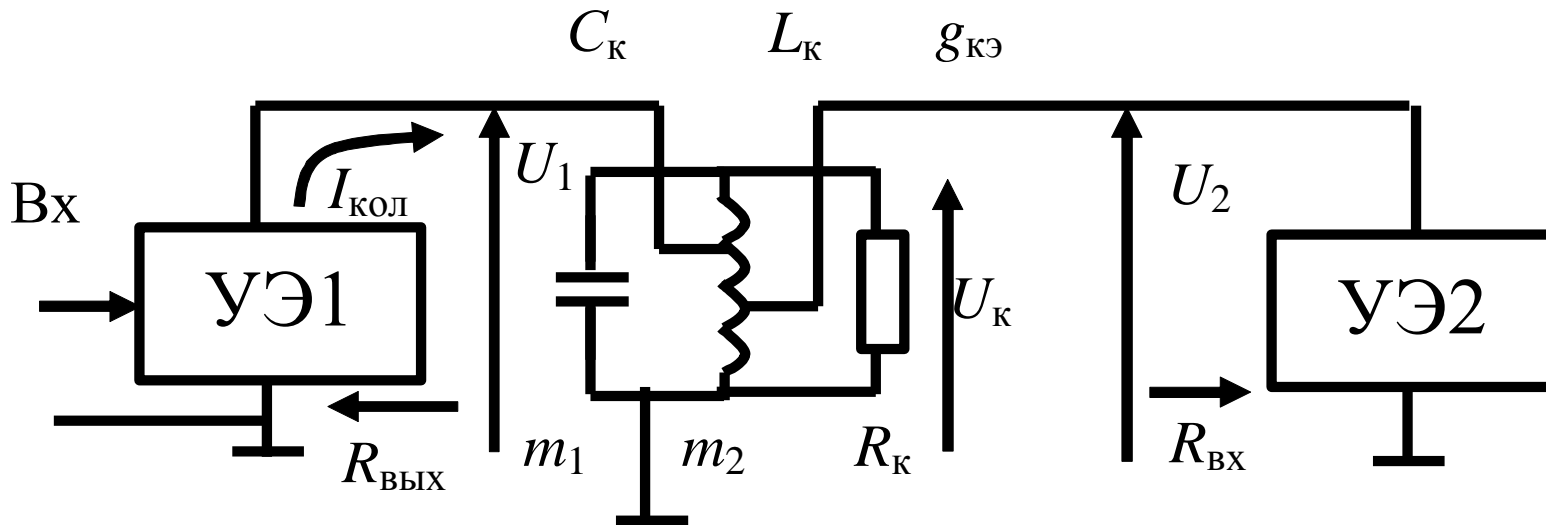 Cк Lк gкэ
U1 U2
Вх Iкол
УЭ1 Uк УЭ2
m1 m2 Rк Rвх
Rвых